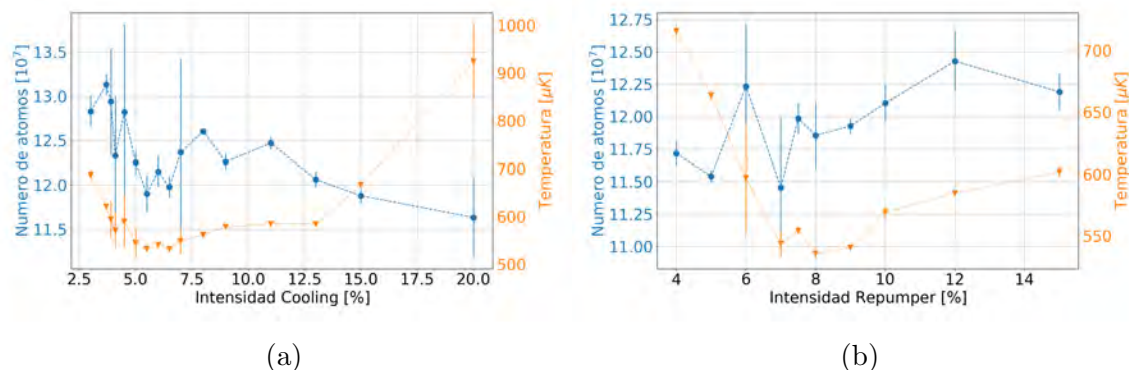 Numero de atomos [10⁷]
13.5
13.0
12.5
12.0
11.5
2.5 5.0 7.5 10.0 12.5 15.0 17.5 20.0
Intensidad Cooling [%]
1000
900
800
700
600
500
Temperatura [μK]
(a)
Numero de atomos [10⁷]
12.75
12.50
12.25
12.00
11.75
11.50
11.25
11.00
4 6 8 10 12 14
Intensidad Repumper [%]
700
650
600
550
Temperatura [μK]
(b)